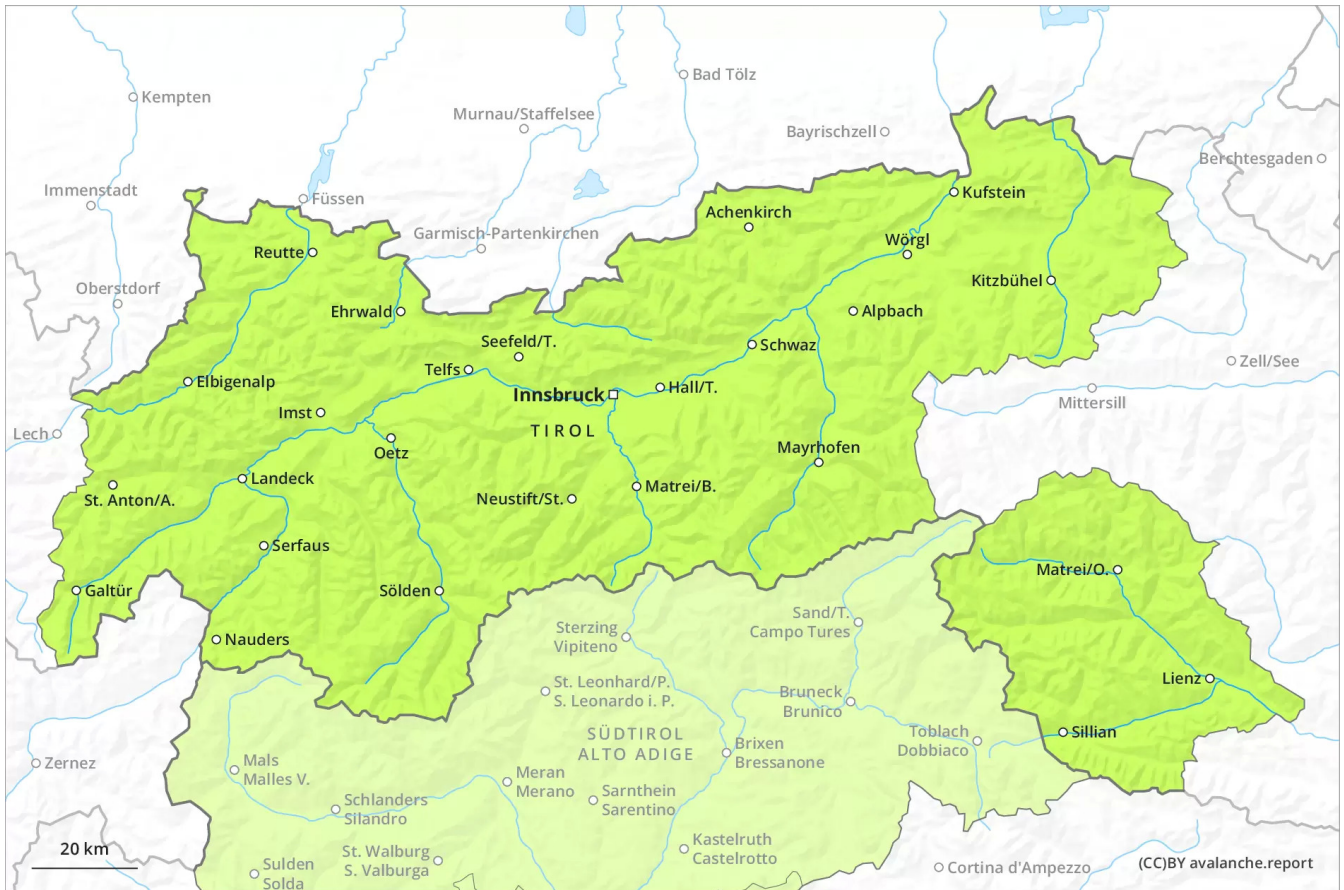 Kempten
Bad Tölz
Murnau/Staffelsee
Bayrischzell
Berchtesgaden
Immenstadt
Füssen
Kufstein
Achenkirch
Garmisch-Partenkirchen
Reutte
Wörgl
Oberstdorf
Kitzbühel
Ehrwald
Alpbach
Seefeld/T.
Schwaz
Zell/See
Telfs
Elbigenalp
Hall/T.
Innsbruck
Mittersill
Imst
TIROL
Lech
Oetz
Mayrhofen
Landeck
Matrei/B.
St. Anton/A.
Neustift/St.
Serfaus
Matrei/O.
Galtür
Sölden
Sand/T.
Campo Tures
Sterzing
Vipiteno
Nauders
St. Leonhard/P.
S. Leonardo i. P.
Lienz
Bruneck
Brunico
SÜDTIROL
ALTO ADIGE
Toblach
Dobbiaco
Sillian
Brixen
Bressanone
Zernez
Mals
Malles V.
Meran
Merano
Sarnthein
Sarentino
Schlanders
Silandro
20 km
St. Walburg
S. Valburga
Kastelruth
Castelrotto
Sulden
Solda
Cortina d'Ampezzo
(CC)BY avalanche.report